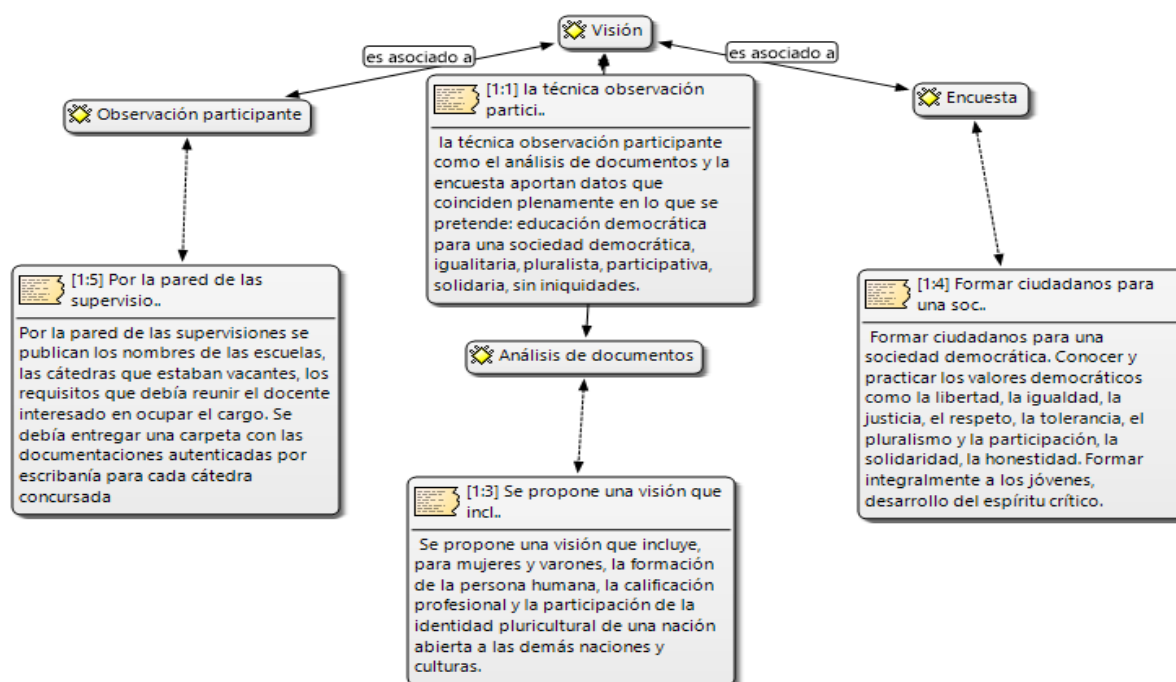 Visión
es asociado a
es asociado a
Observación participante
[1:1] la técnica observación
partici..
la técnica observación participante
como el análisis de documentos y la
encuesta aportan datos que
coinciden plenamente en lo que se
pretende: educación democrática
para una sociedad democrática,
igualitaria, pluralista, participativa,
solidaria, sin iniquidades.
Encuesta
[1:5] Por la pared de las
supervisio..
Por la pared de las supervisiones se
publican los nombres de las escuelas,
las cátedras que estaban vacantes, los
requisitos que debía reunir el docente
interesado en ocupar el cargo. Se
debía entregar una carpeta con las
documentaciones autenticadas por
escribanía para cada cátedra
concursada
[1:4] Formar ciudadanos para
una soc..
Formar ciudadanos para una
sociedad democrática. Conocer y
practicar los valores democráticos
como la libertad, la igualdad, la
justicia, el respeto, la tolerancia, el
pluralismo y la participación, la
solidaridad, la honestidad. Formar
integralmente a los jóvenes,
desarrollo del espíritu crítico.
Análisis de documentos
[1:3] Se propone una visión que
incl..
Se propone una visión que incluye,
para mujeres y varones, la formación
de la persona humana, la calificación
profesional y la participación de la
identidad pluricultural de una nación
abierta a las demás naciones y
culturas.